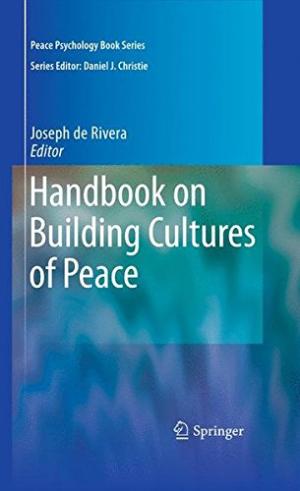 Peace Psychology Book Series
Series Editor: Daniel J. Christie
Joseph de Rivera
Editor
Handbook on
Building Cultures
of Peace
Springer